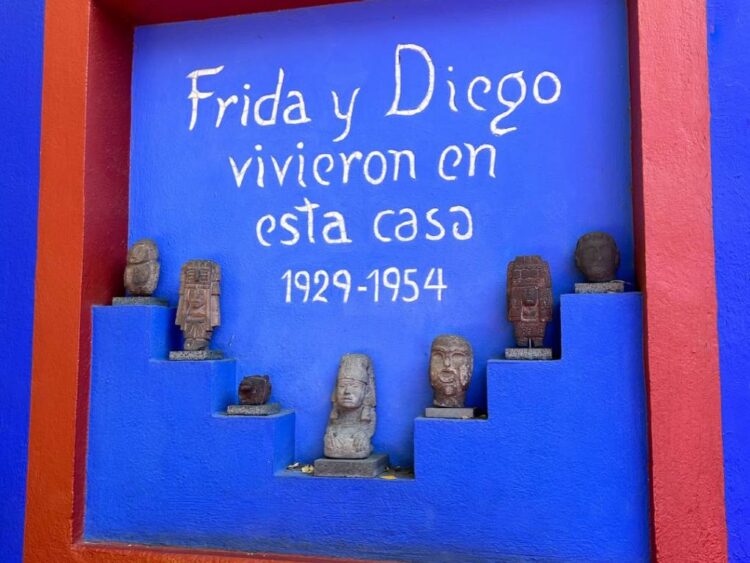 Frida y Diego
vivieron en
esta casa
1929-1954